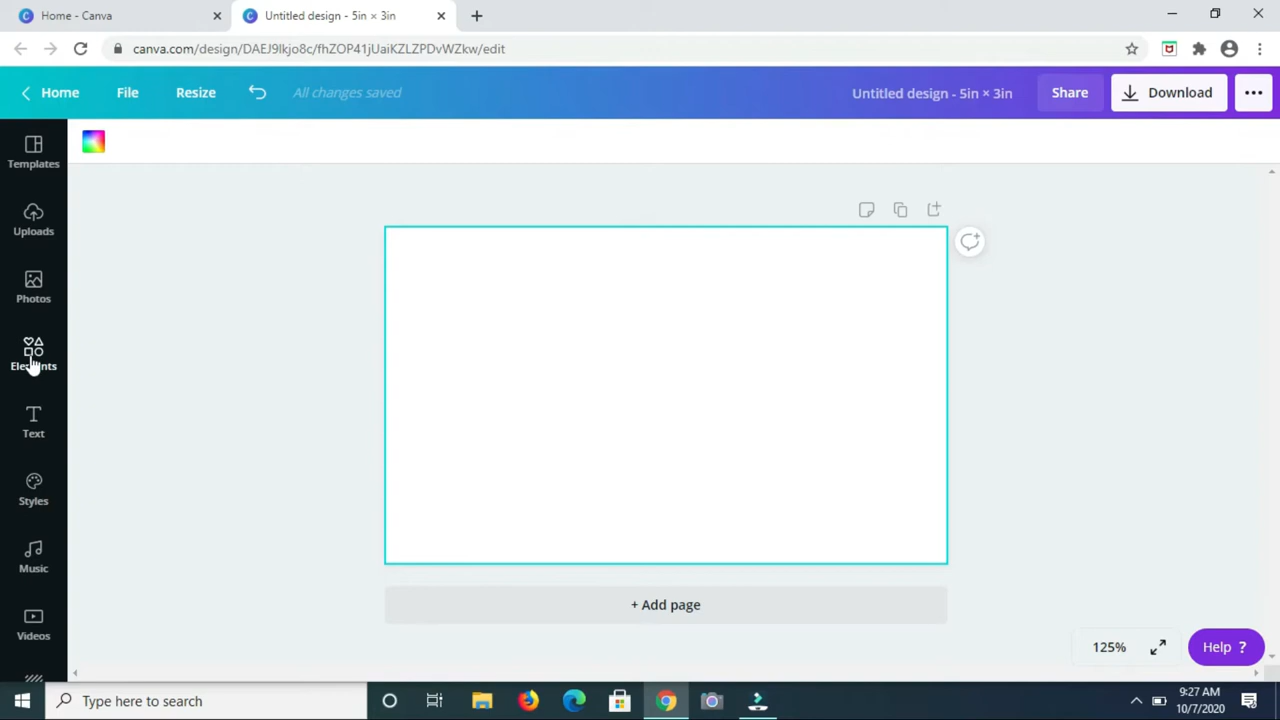 Home - Canva
Untitled design - 5in × 3in
canva.com/design/DAEJ9lkjo8c/fhZOP41jUaiKZLZPDvWZkw/edit
Home
File
Resize
All changes saved
Untitled design - 5in × 3in
Share
Download
Templates
Uploads
Photos
Elements
Text
Styles
Music
Videos
+ Add page
125%
Help ?
Type here to search
9:27 AM
10/7/2020